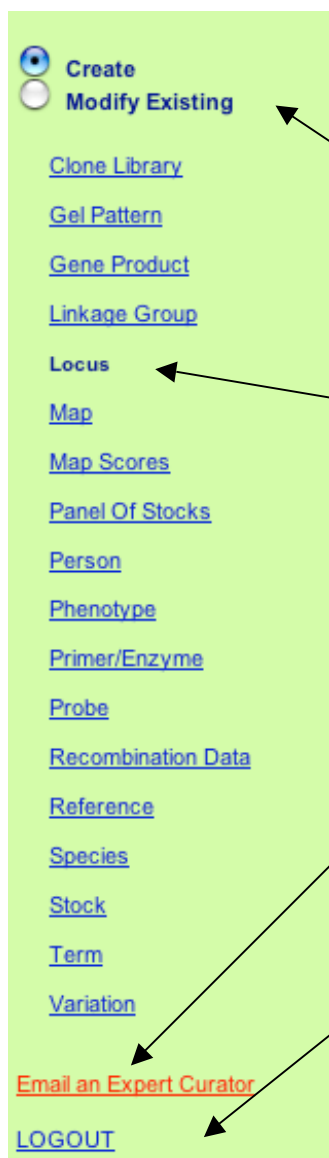 Create
Modify Existing
Clone Library
Gel Pattern
Gene Product
Linkage Group
Locus
Map
Map Scores
Panel Of Stocks
Person
Phenotype
Primer/Enzyme
Probe
Recombination Data
Reference
Species
Stock
Term
Variation
Email an Expert Curator
LOGOUT